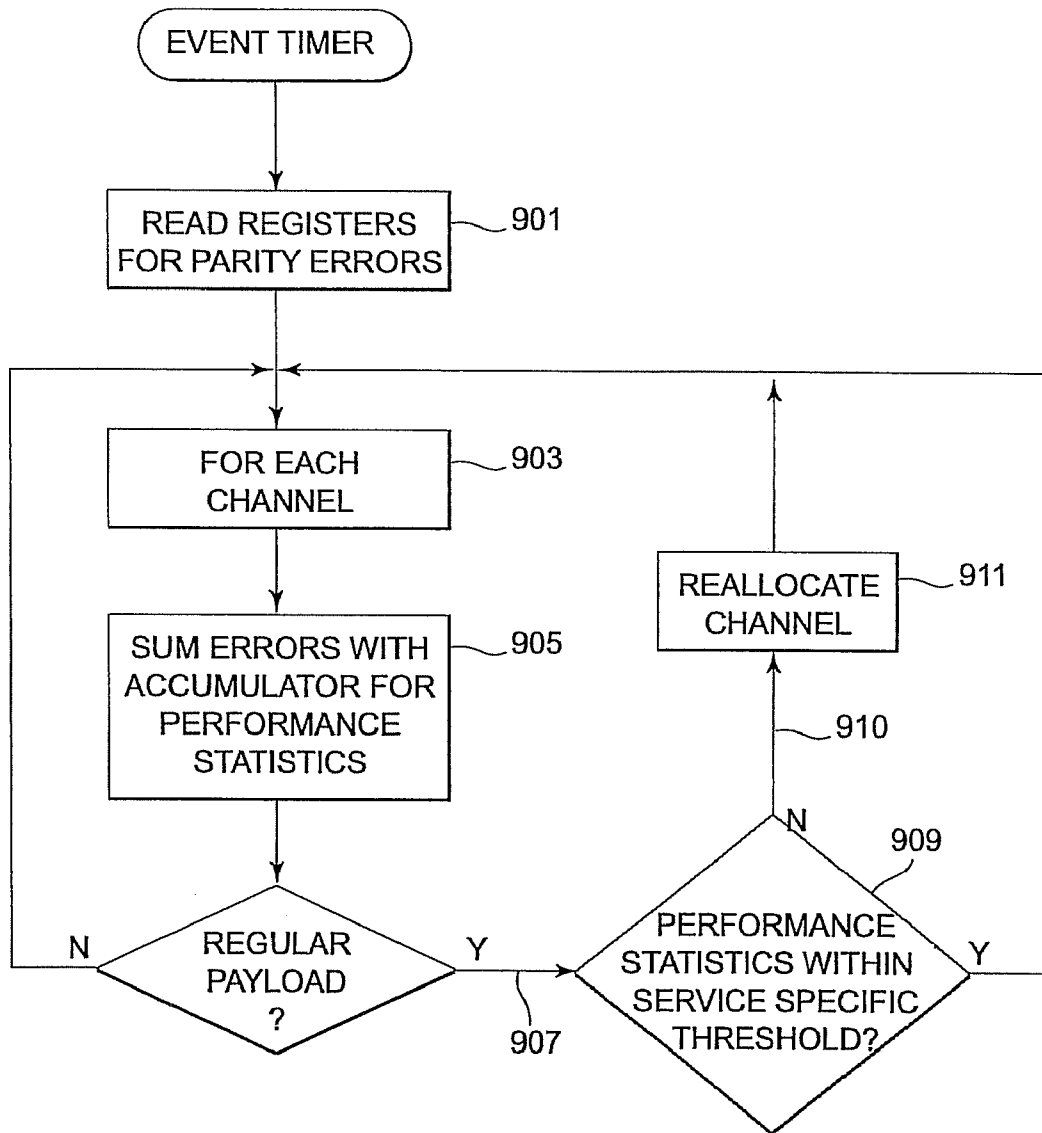 EVENT TIMER
READ REGISTERS
FOR PARITY ERRORS
901
FOR EACH
CHANNEL
903
SUM ERRORS WITH
ACCUMULATOR FOR
PERFORMANCE
STATISTICS
905
REALLOCATE
CHANNEL
911
910
N
REGULAR
PAYLOAD
?
Y
907
N
909
PERFORMANCE
STATISTICS WITHIN
SERVICE SPECIFIC
THRESHOLD?
Y